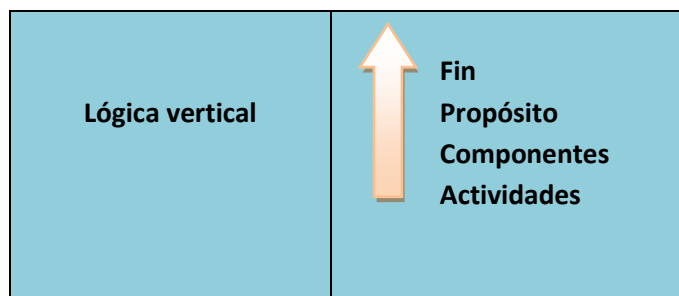 Lógica vertical
Fin
Propósito
Componentes
Actividades